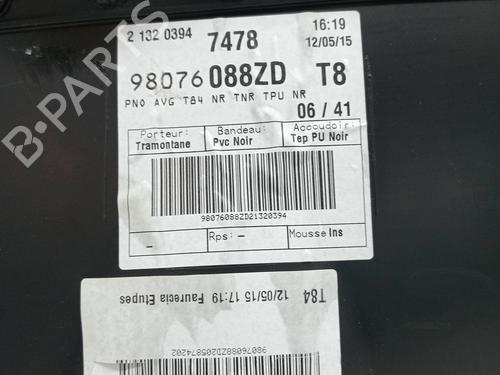 2 132 0394 7478 16:19
12/05/15
98076 088ZD T8
PNO AVG T84 NR TNR TPU NR
06 / 41
Porteur: Bandeau: Accoudoir:
Tramontane Pvc Noir Tep PU Noir
98076088ZD21320394
- Rps: - Mousse Ins
T84 12/05/15 17:19 Faurecia Etupes
98076088ZD205874202